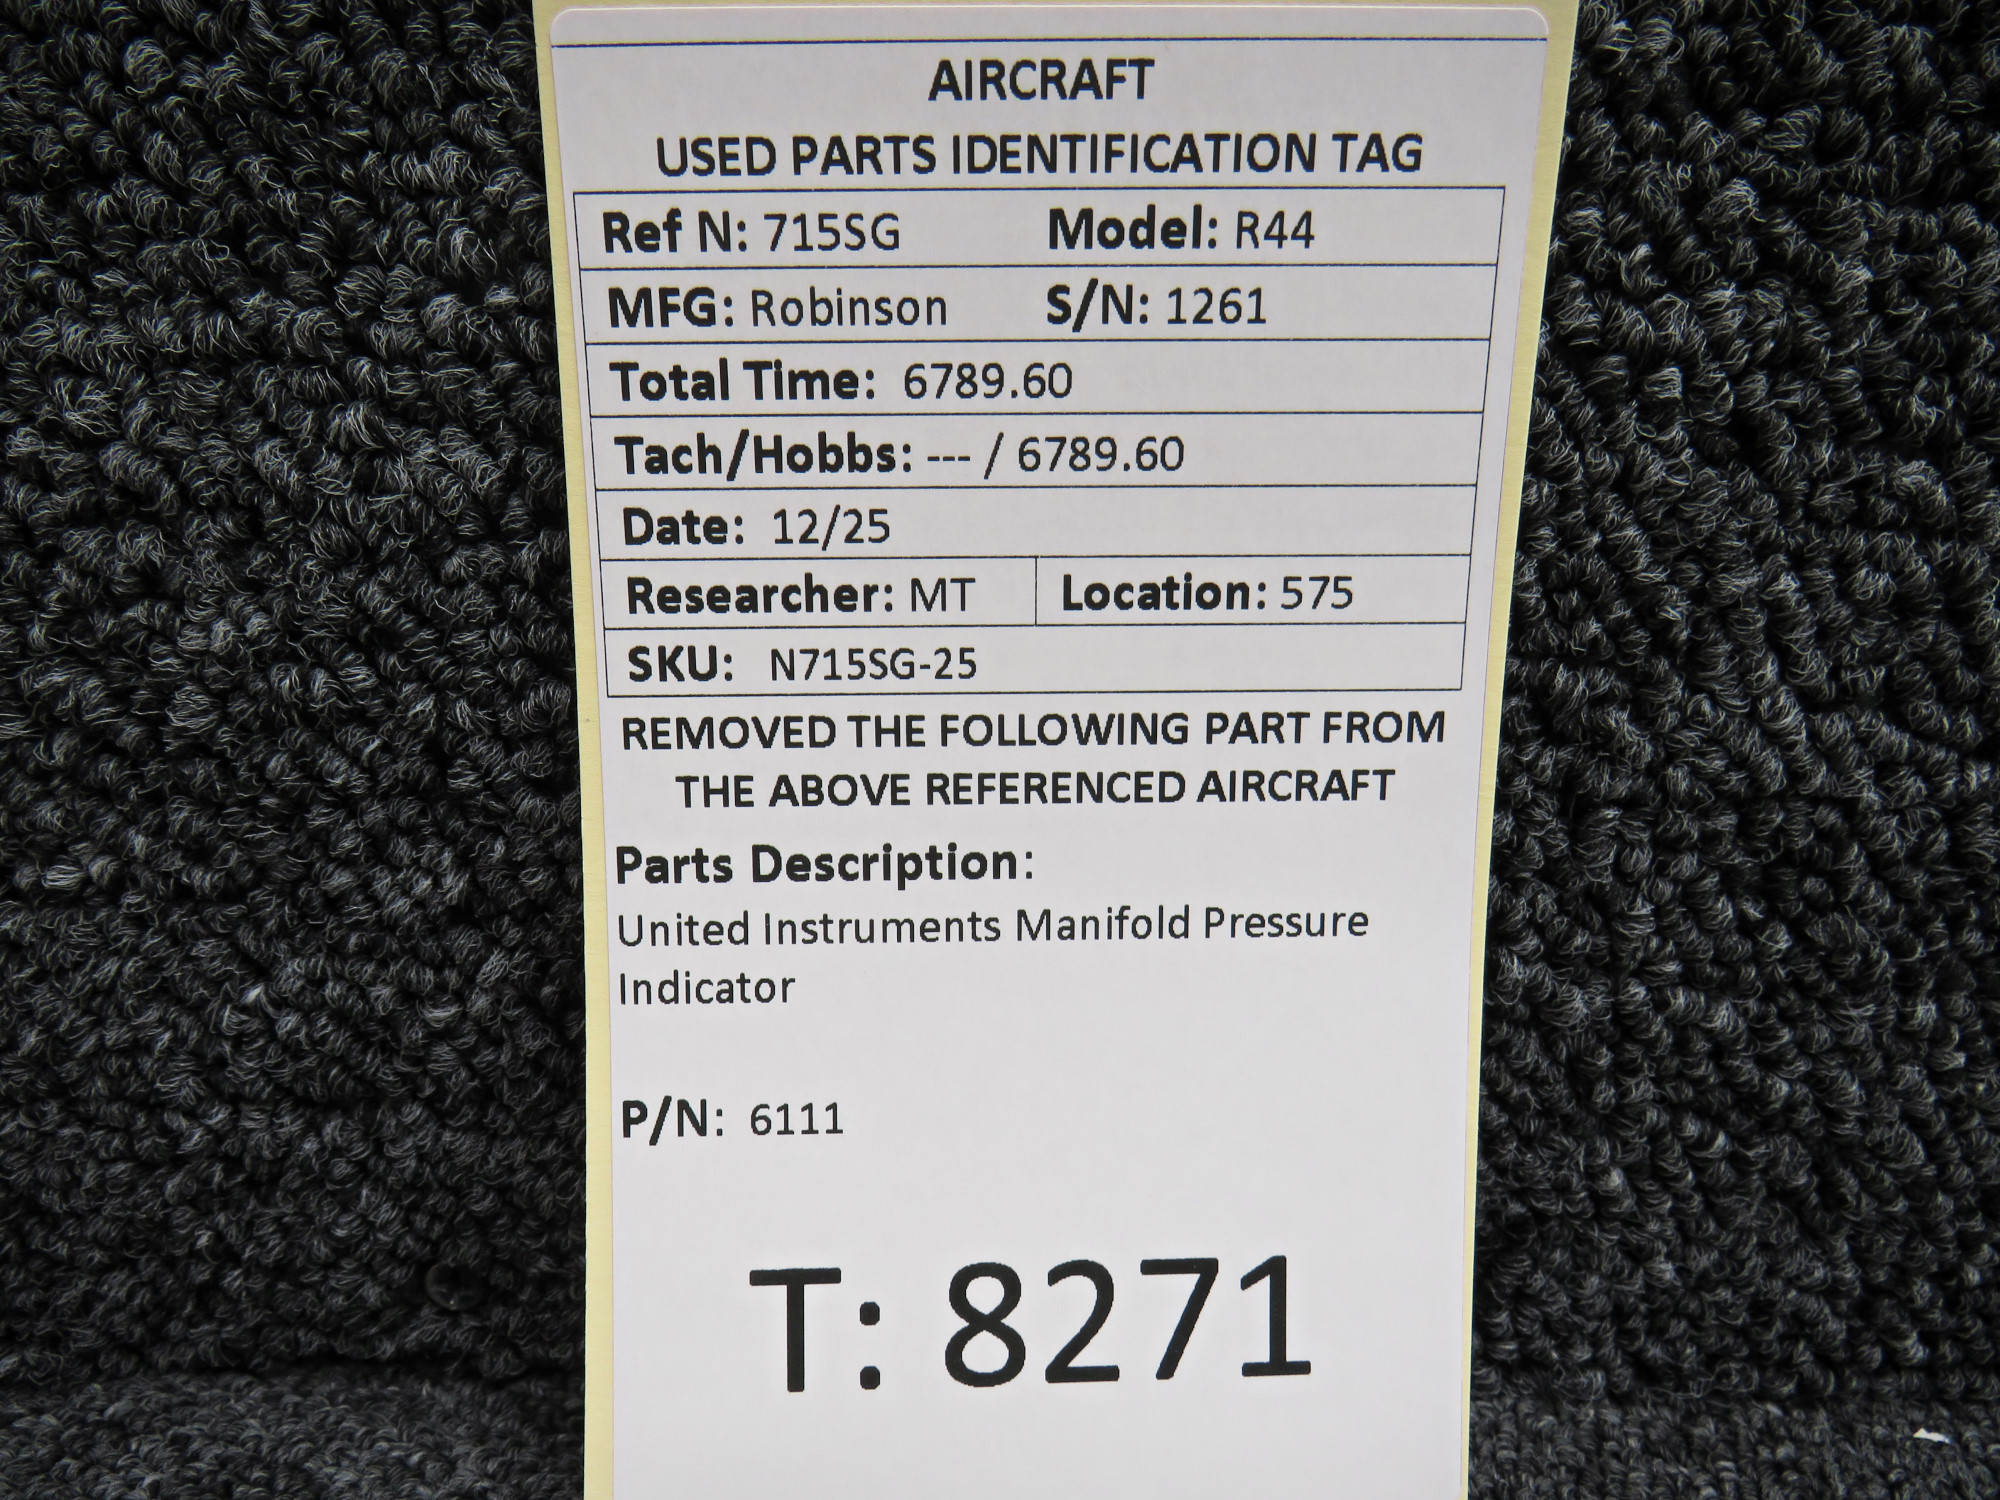 AIRCRAFT
USED PARTS IDENTIFICATION TAG
Ref N: 715SG Model: R44
MFG: Robinson S/N: 1261
Total Time: 6789.60
Tach/Hobbs: --- / 6789.60
Date: 12/25
Researcher: MT Location: 575
SKU: N715SG-25
REMOVED THE FOLLOWING PART FROM
THE ABOVE REFERENCED AIRCRAFT
Parts Description:
United Instruments Manifold Pressure
Indicator
P/N: 6111
T: 8271